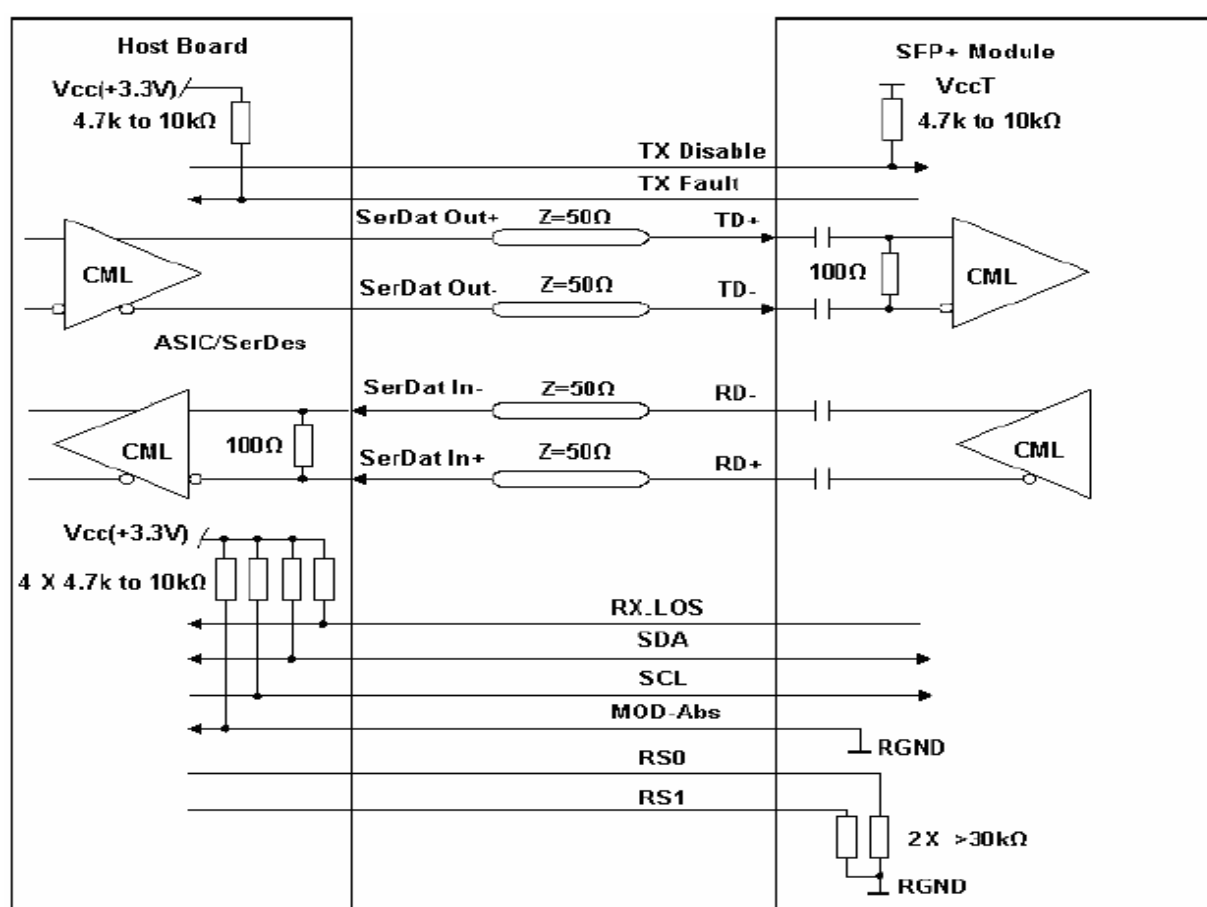 Host Board
SFP+ Module
Vcc(+3.3V)
4.7k to 10kΩ
VccT
4.7k to 10kΩ
TX Disable
TX Fault
SerDat Out+
Z=50Ω
TD+
CML
100Ω
CML
SerDat Out-
Z=50Ω
TD-
ASIC/SerDes
SerDat In-
Z=50Ω
RD-
CML
100Ω
SerDat In+
Z=50Ω
RD+
CML
Vcc(+3.3V)
4 X 4.7k to 10kΩ
RX_LOS
SDA
SCL
MOD-Abs
RGND
RS0
RS1
2X >30kΩ
RGND